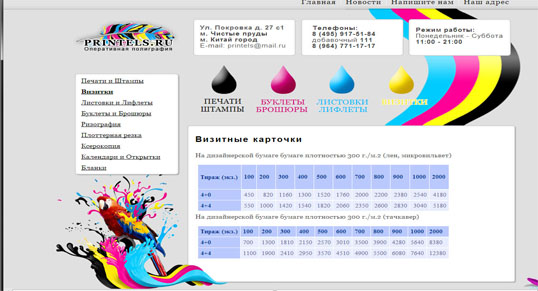 Главная Новости Напишите нам Наш адрес
PRINTELS.RU
Оперативная полиграфия
Ул. Покровка д. 27 с1
м. Чистые пруды
м. Китай город
E-mail: printels@mail.ru
Телефоны:
8 (495) 917-51-84
добавочный 111
8 (964) 771-17-17
Режим работы:
Понедельник - Суббота
11:00 - 21:00
ПЕЧАТИ
ШТАМПЫ
БУКЛЕТЫ
БРОШЮРЫ
ЛИСТОВКИ
ЛИФЛЕТЫ
ВИЗИТКИ
Печати и Штампы
Визитки
Листовки и Лифлеты
Буклеты и Брошюры
Ризография
Плоттерная резка
Ксерокопия
Календари и Открытки
Бланки
Визитные карточки
На дизайнерской бумаге бумаге плотностью 300 г./м.2 (лен, микровельвет)
Тираж (экз.) 100 200 300 400 500 600 700 800 900 1000 2000
4+0 450 820 1160 1300 1520 1760 2000 2200 2380 2540 4180
4+4 550 1000 1420 1540 1820 2060 2350 2600 2830 3040 5180
На дизайнерской бумаге бумаге плотностью 300 г./м.2 (тачкавер)
Тираж (экз.) 100 200 300 400 500 600 700 800 900 1000 2000
4+0 700 1300 1810 2130 2570 3010 3500 3900 4280 5640 8380
4+4 1100 1900 2410 2950 3570 4310 4900 5500 6080 7640 12380